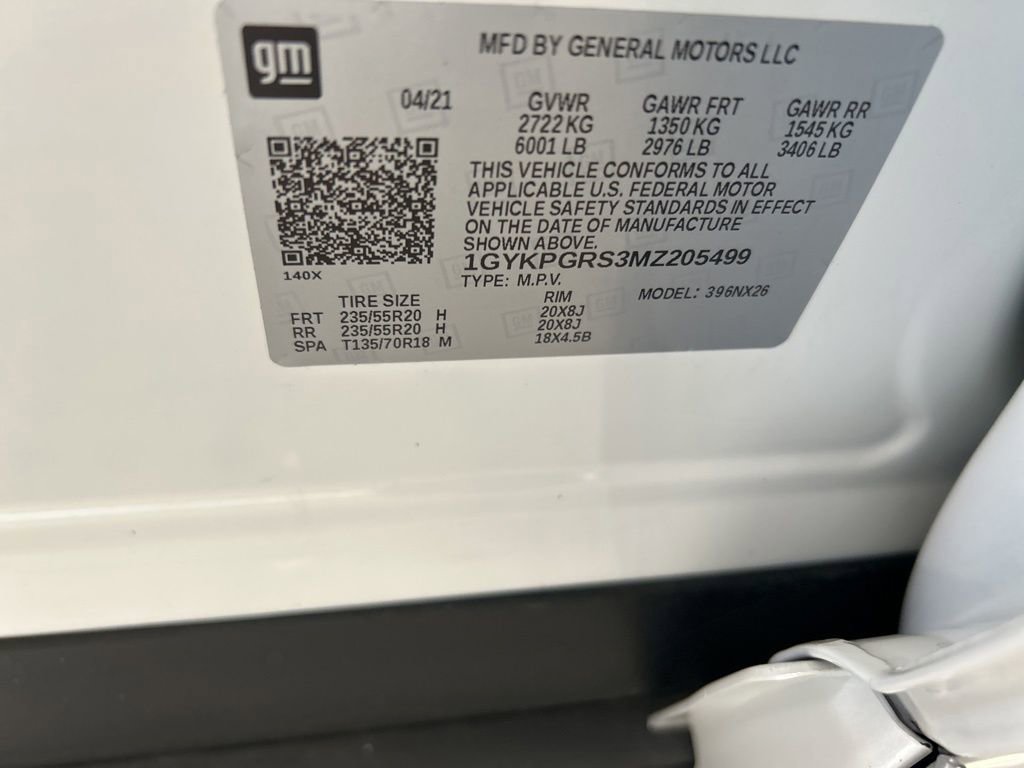 gm
MFD BY GENERAL MOTORS LLC
04/21 GVWR GAWR FRT GAWR RR
2722 KG 1350 KG 1545 KG
6001 LB 2976 LB 3406 LB
THIS VEHICLE CONFORMS TO ALL
APPLICABLE U.S. FEDERAL MOTOR
VEHICLE SAFETY STANDARDS IN EFFECT
ON THE DATE OF MANUFACTURE
SHOWN ABOVE.
1GYKPGRS3MZ205499
140X
TYPE: M.P.V. MODEL: 396NX26
TIRE SIZE RIM
FRT 235/55R20 H 20X8J
RR 235/55R20 H 20X8J
SPA T135/70R18 M 18X4.5B